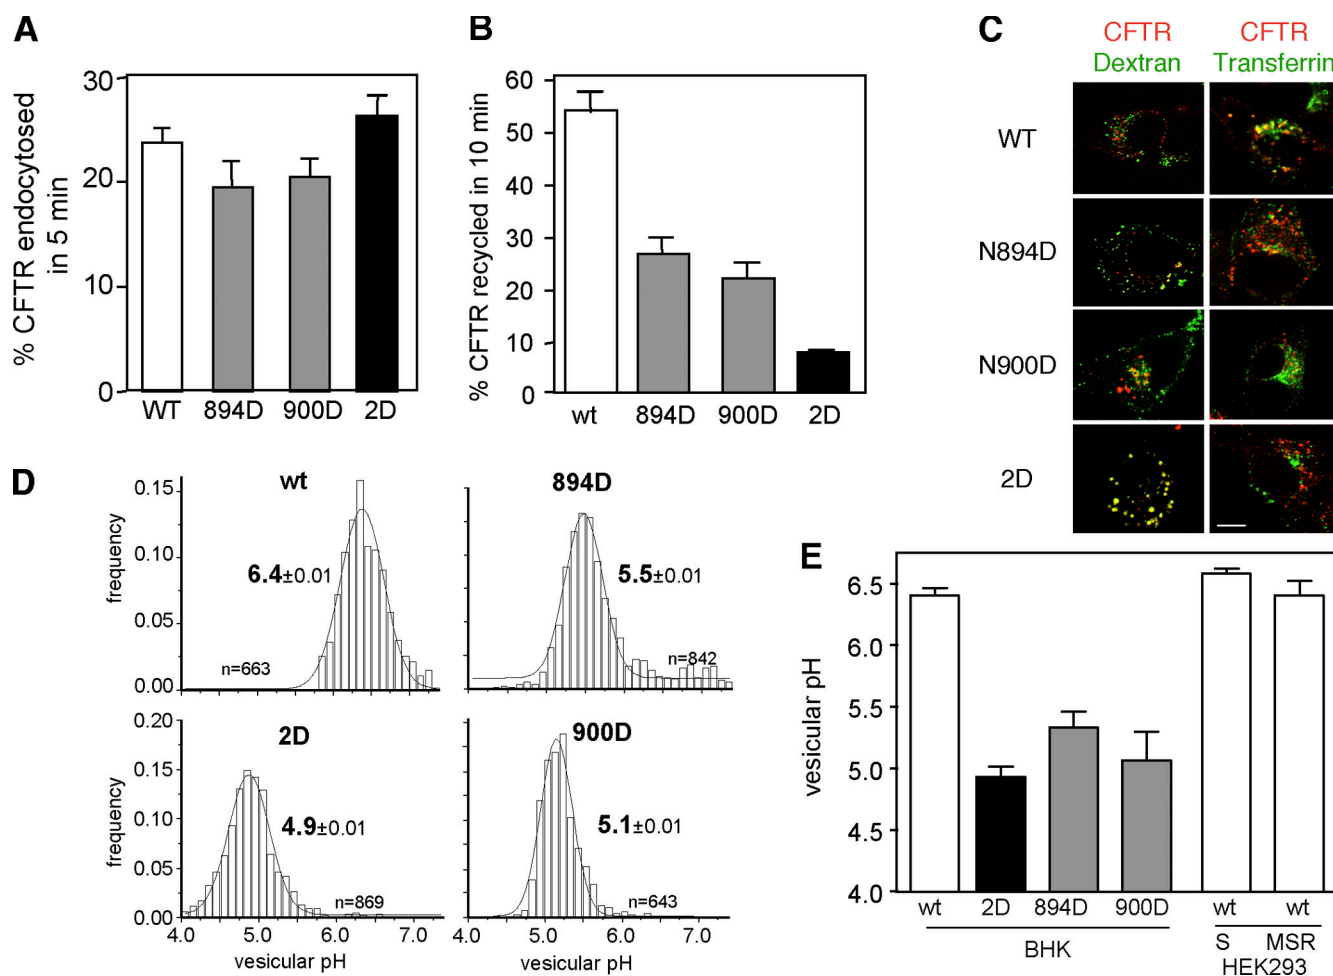 A
% CFTR endocytosed
in 5 min
30
20
10
0
WT 894D 900D 2D
B
% CFTR recycled in 10 min
60
50
40
30
20
10
0
wt 894D 900D 2D
C
CFTR CFTR
Dextran Transferrin
WT
N894D
N900D
2D
D
frequency
0.15
0.10
0.05
0.00
wt
6.4±0.01
n=663
894D
5.5±0.01
n=842
frequency
0.20
0.15
0.10
0.05
0.00
2D
4.9±0.01
n=869
4.0 5.0 6.0 7.0
vesicular pH
900D
5.1±0.01
n=643
5.0 6.0 7.0
vesicular pH
E
vesicular pH
6.5
6.0
5.5
5.0
4.5
4.0
wt 2D 894D 900D wt wt
BHK
S MSR
HEK293